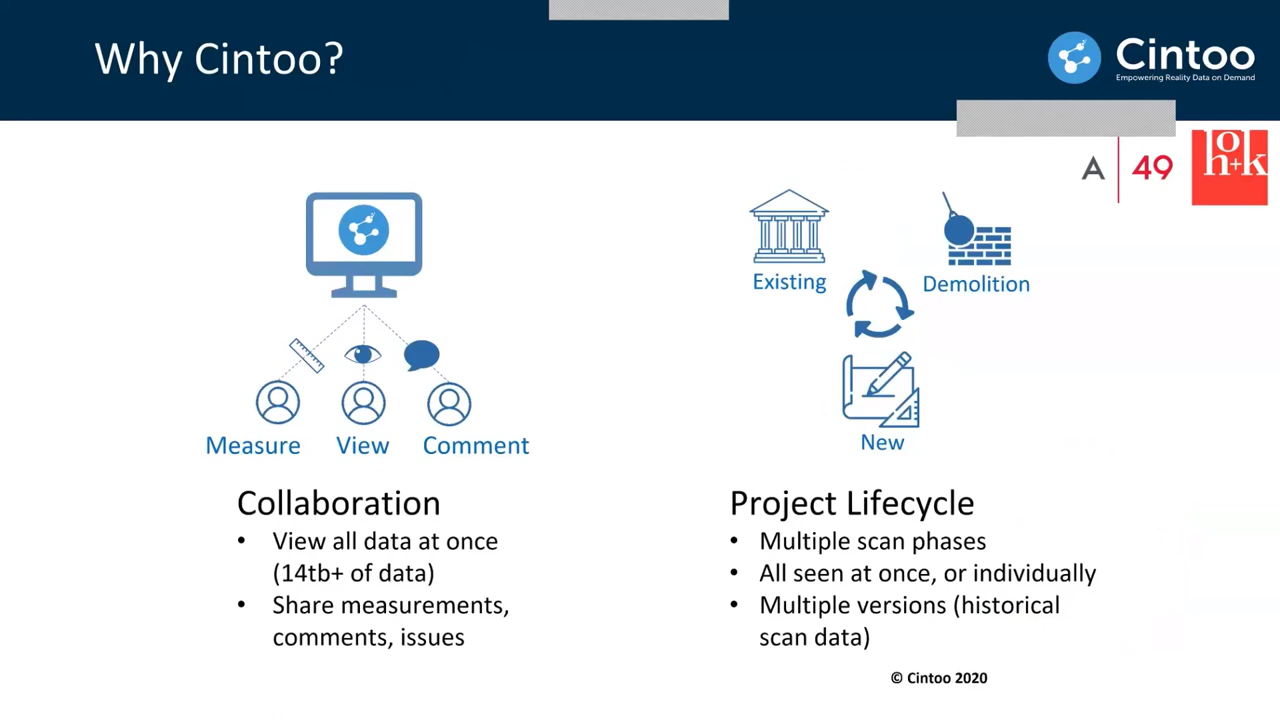 Why Cintoo?
Cintoo
Empowering Reality Data on Demand
A | 49
ho+k
Existing
Demolition
New
Measure
View
Comment
Collaboration
• View all data at once
(14tb+ of data)
• Share measurements,
comments, issues
Project Lifecycle
• Multiple scan phases
• All seen at once, or individually
• Multiple versions (historical
scan data)
© Cintoo 2020